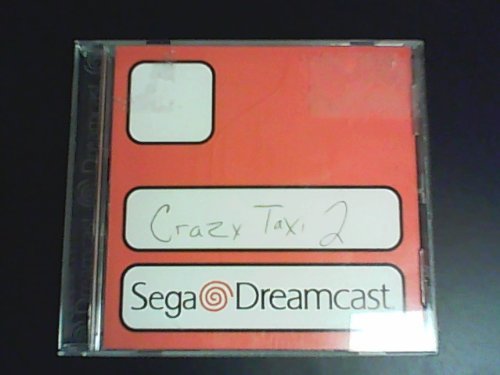 Crazy Taxi 2
Sega Dreamcast